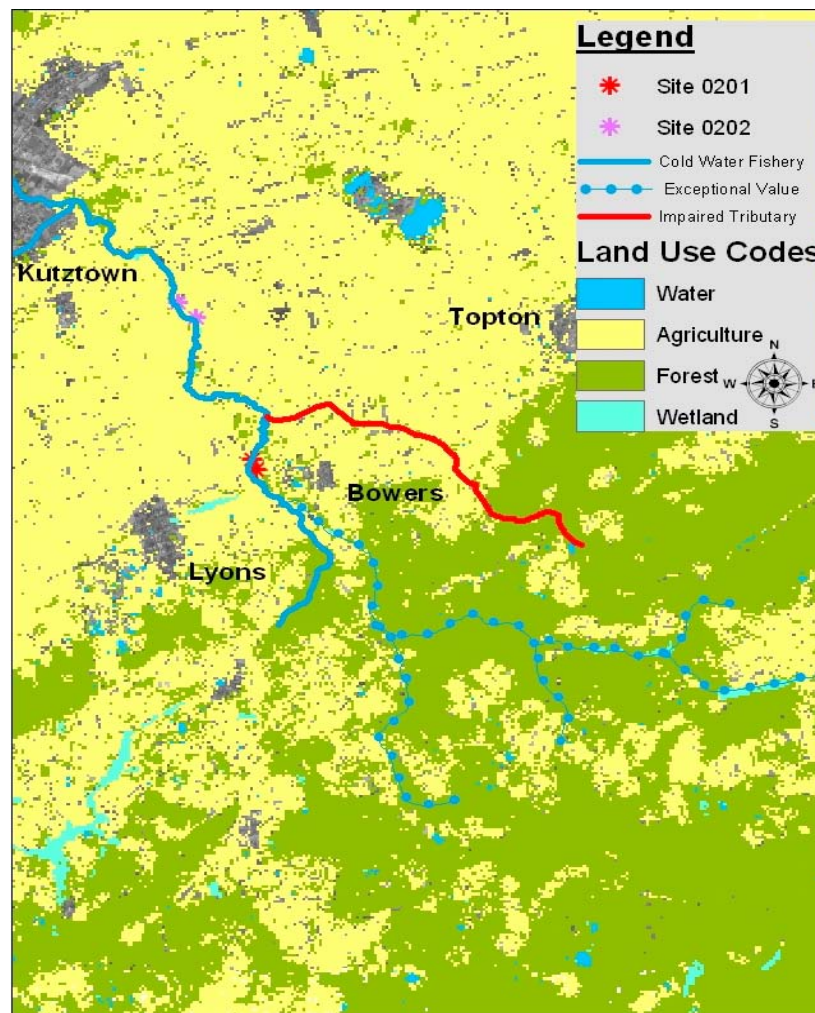 Legend
Site 0201
Site 0202
Cold Water Fishery
Exceptional Value
Impaired Tributary
Land Use Codes
Water
Agriculture
Forest
Wetland
N
W
E
S
Kutztown
Topton
Bowers
Lyons